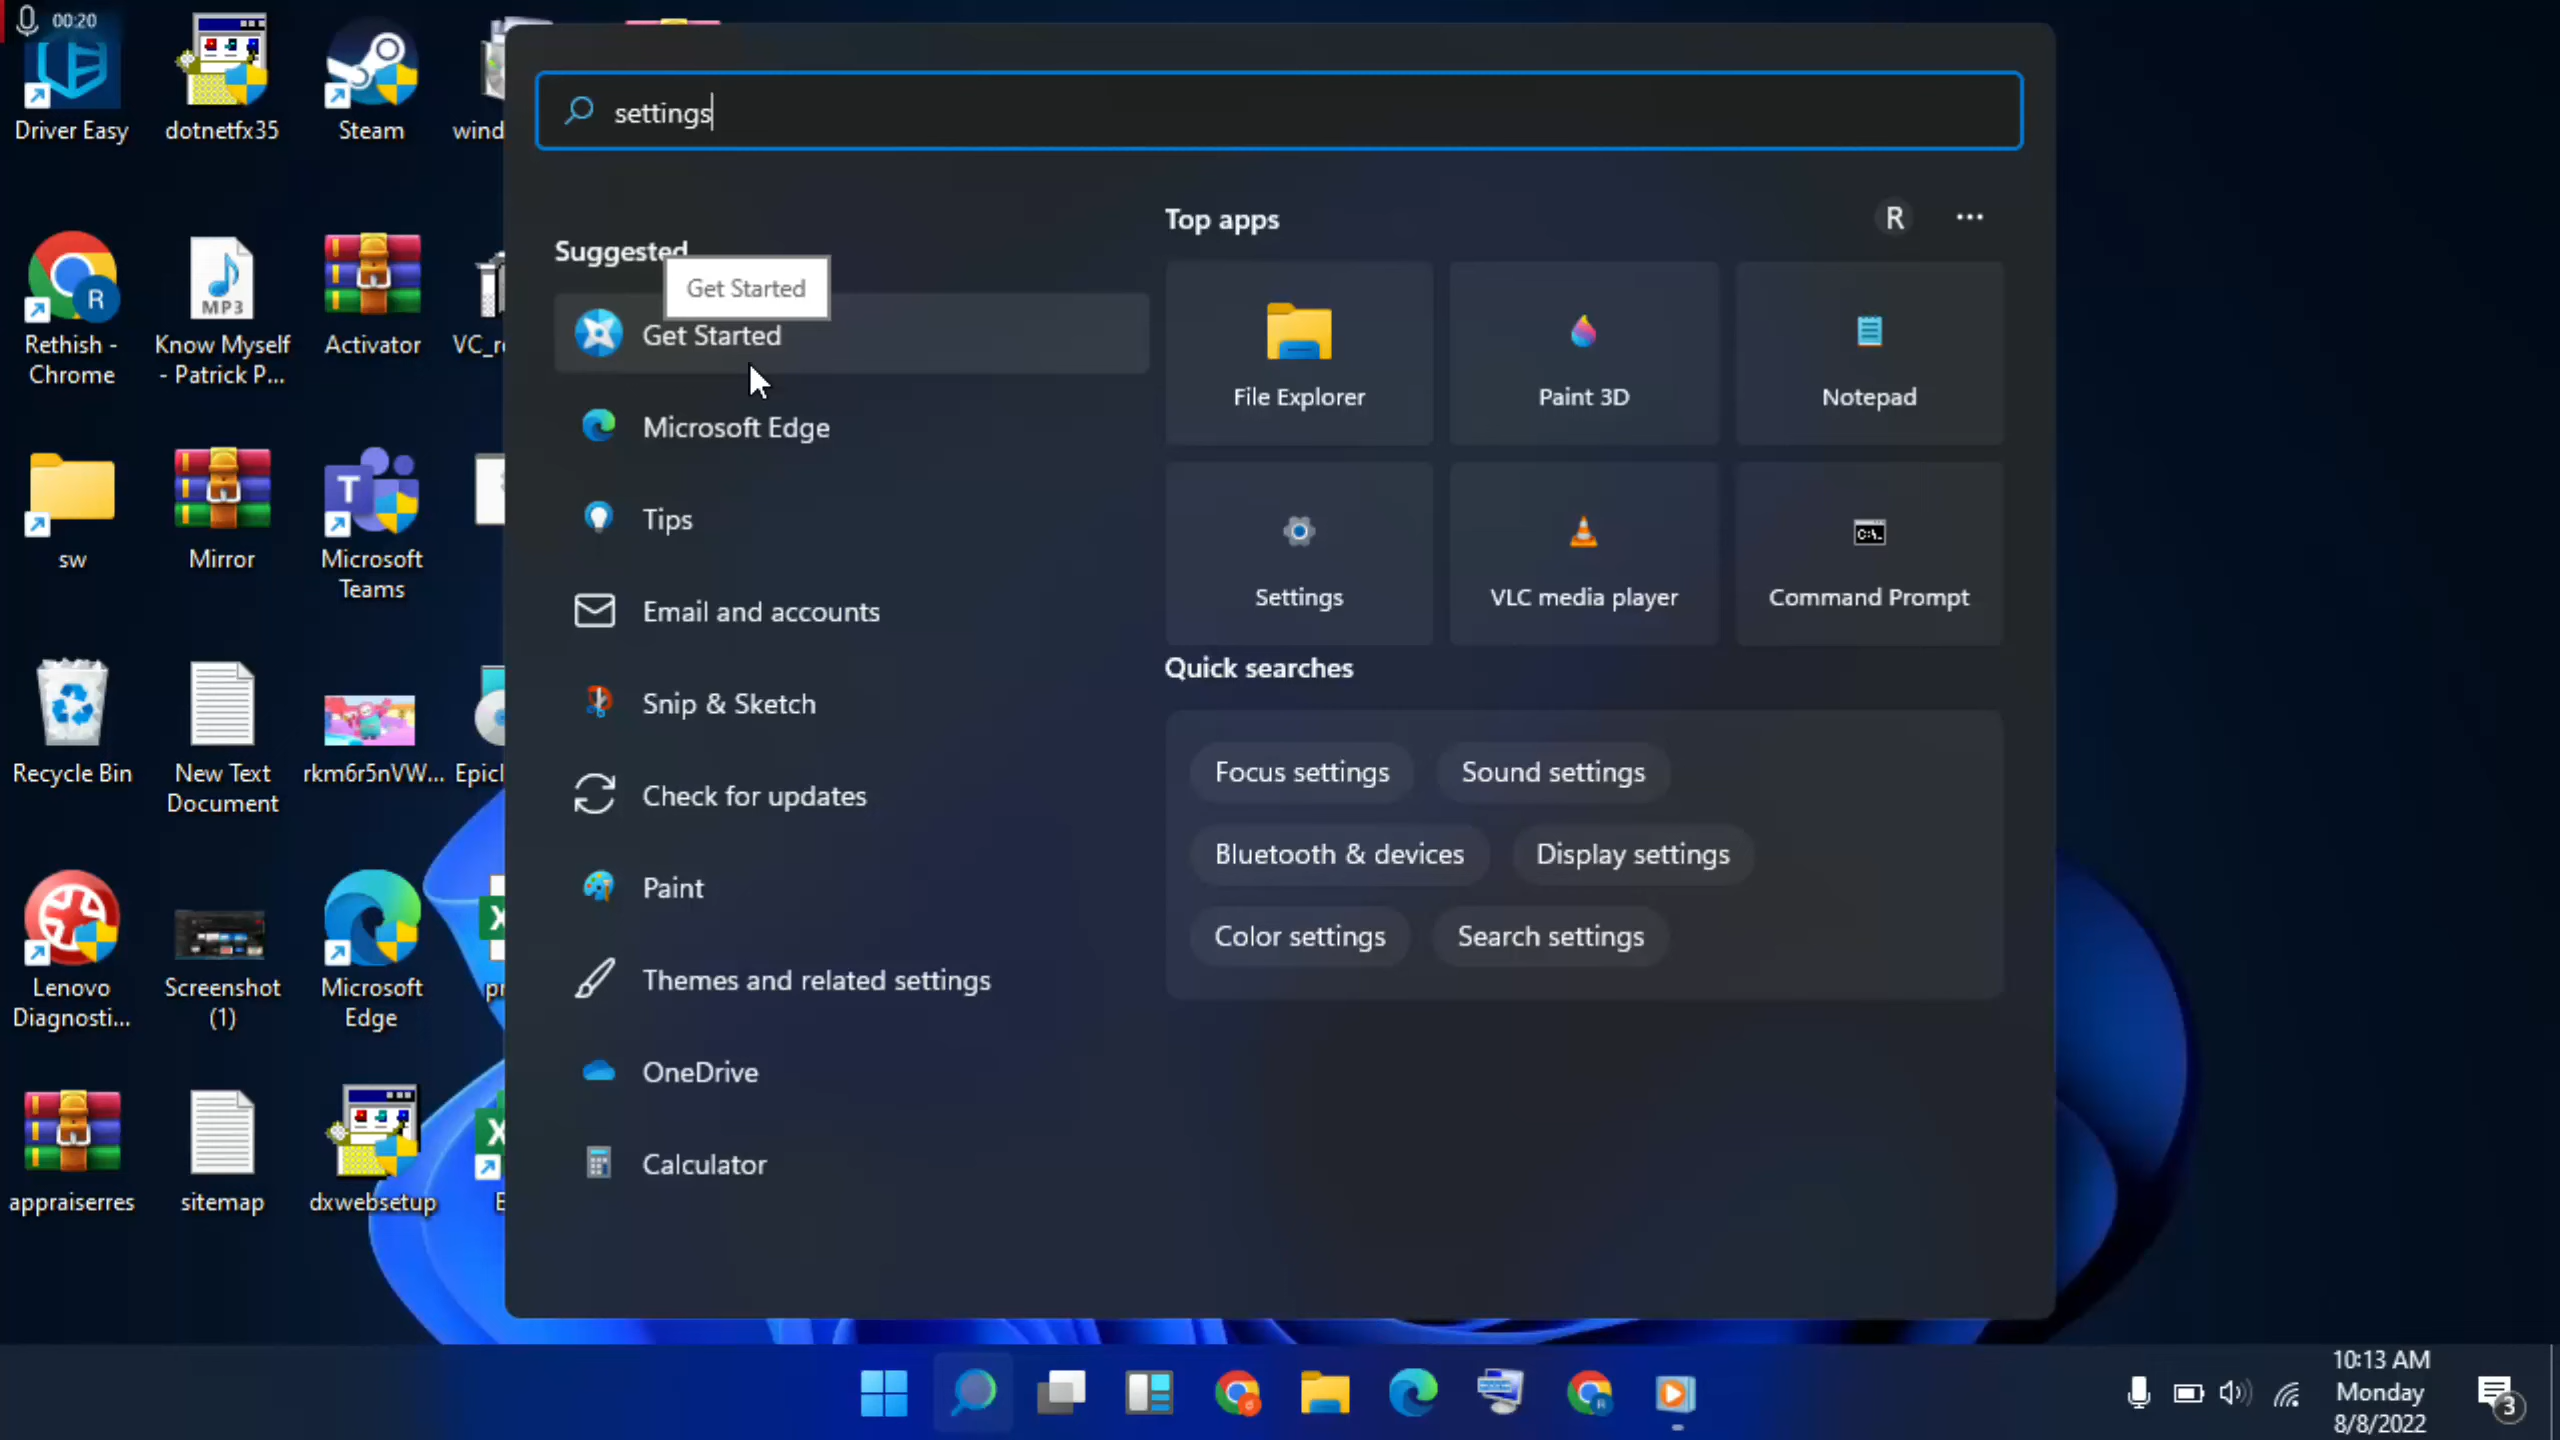 00:20
Driver Easy
dotnetfx35
Steam
wind
Rethish -
Chrome
MP3
Know Myself
- Patrick P...
Activator
VC_r
sw
Mirror
Microsoft
Teams
Recycle Bin
New Text
Document
rkm6r5nVW...
Epic
Lenovo
Diagnosti...
Screenshot
(1)
Microsoft
Edge
pr
appraiserres
sitemap
dxwebsetup
E
settings
Suggested
Get Started
Get Started
Microsoft Edge
Tips
Email and accounts
Snip & Sketch
Check for updates
Paint
Themes and related settings
OneDrive
Calculator
Top apps
R
File Explorer
Paint 3D
Notepad
Settings
VLC media player
Command Prompt
Quick searches
Focus settings
Sound settings
Bluetooth & devices
Display settings
Color settings
Search settings
10:13 AM
Monday
8/8/2022
3